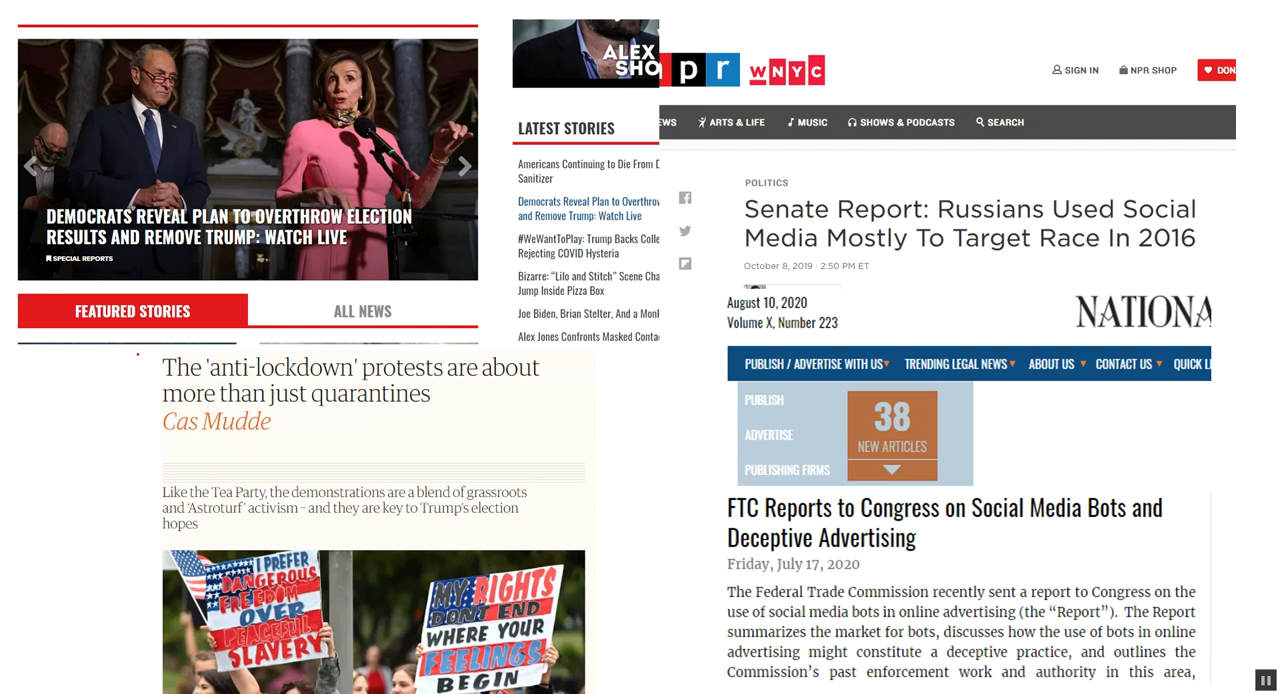 DEMOCRATS REVEAL PLAN TO OVERTHROW ELECTION
RESULTS AND REMOVE TRUMP: WATCH LIVE
SPECIAL REPORTS
FEATURED STORIES
ALL NEWS
ALEX
SHO
LATEST STORIES
Americans Continuing to Die From
Sanitizer
Democrats Reveal Plan to Overthrow
and Remove Trump: Watch Live
#WeWantToPlay: Trump Backs
Rejecting COVID Hysteria
Bizarre: “Lilo and Stitch” Scene
Jump Inside Pizza Box
Joe Biden, Brian Stelter, And a
Alex Jones Confronts Masked
The 'anti-lockdown' protests are about
more than just quarantines
Cas Mudde
Like the Tea Party, the demonstrations are a blend of grassroots
and ‘Astroturf’ activism – and they are key to Trump’s election
hopes
I PREFER
DANGEROUS
FREEDOM
OVER
PEACEFUL
SLAVERY
MY RIGHTS
DON'T END
WHERE YOUR
FEELINGS
BEGIN
pr WNYC
SIGN IN
NPR SHOP
DON
EWS
ARTS & LIFE
MUSIC
SHOWS & PODCASTS
SEARCH
POLITICS
Senate Report: Russians Used Social
Media Mostly To Target Race In 2016
October 8, 2019 · 2:50 PM ET
August 10, 2020
Volume X, Number 223
NATIONA
PUBLISH / ADVERTISE WITH US
TRENDING LEGAL NEWS
ABOUT US
CONTACT US
QUICK
PUBLISH
ADVERTISE
PUBLISHING FIRMS
38
NEW ARTICLES
FTC Reports to Congress on Social Media Bots and
Deceptive Advertising
Friday, July 17, 2020
The Federal Trade Commission recently sent a report to Congress on the
use of social media bots in online advertising (the “Report”). The Report
summarizes the market for bots, discusses how the use of bots in online
advertising might constitute a deceptive practice, and outlines the
Commission’s past enforcement work and authority in this area,